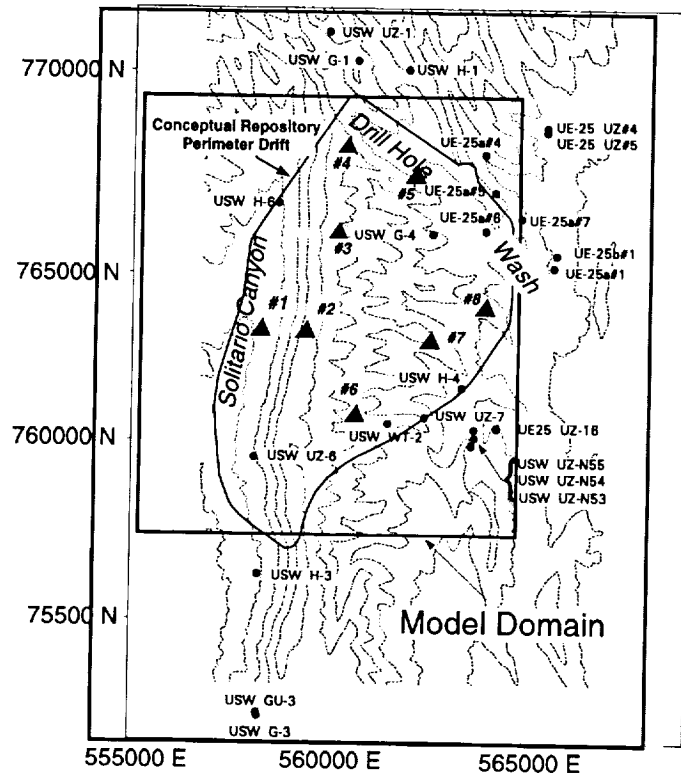 USW UZ-1
770000 N
USW G-1
USW H-1
Conceptual Repository
Perimeter Drift
Drill Hole
Wash
UE-25 UZ#4
UE-25 UZ#5
UE-25a#4
#4
#5
UE-25a#5
USW H-6
UE-25a#6
UE-25a#7
#3
USW G-4
UE-25b#1
UE-25a#1
765000 N
Solitario Canyon
#1
#2
#8
#7
USW H-4
#6
USW UZ-7
USW WT-2
UE25 UZ-16
760000 N
USW UZ-6
USW UZ-N55
USW UZ-N54
USW UZ-N53
USW H-3
75500 N
Model Domain
USW GU-3
USW G-3
555000 E
560000 E
565000 E